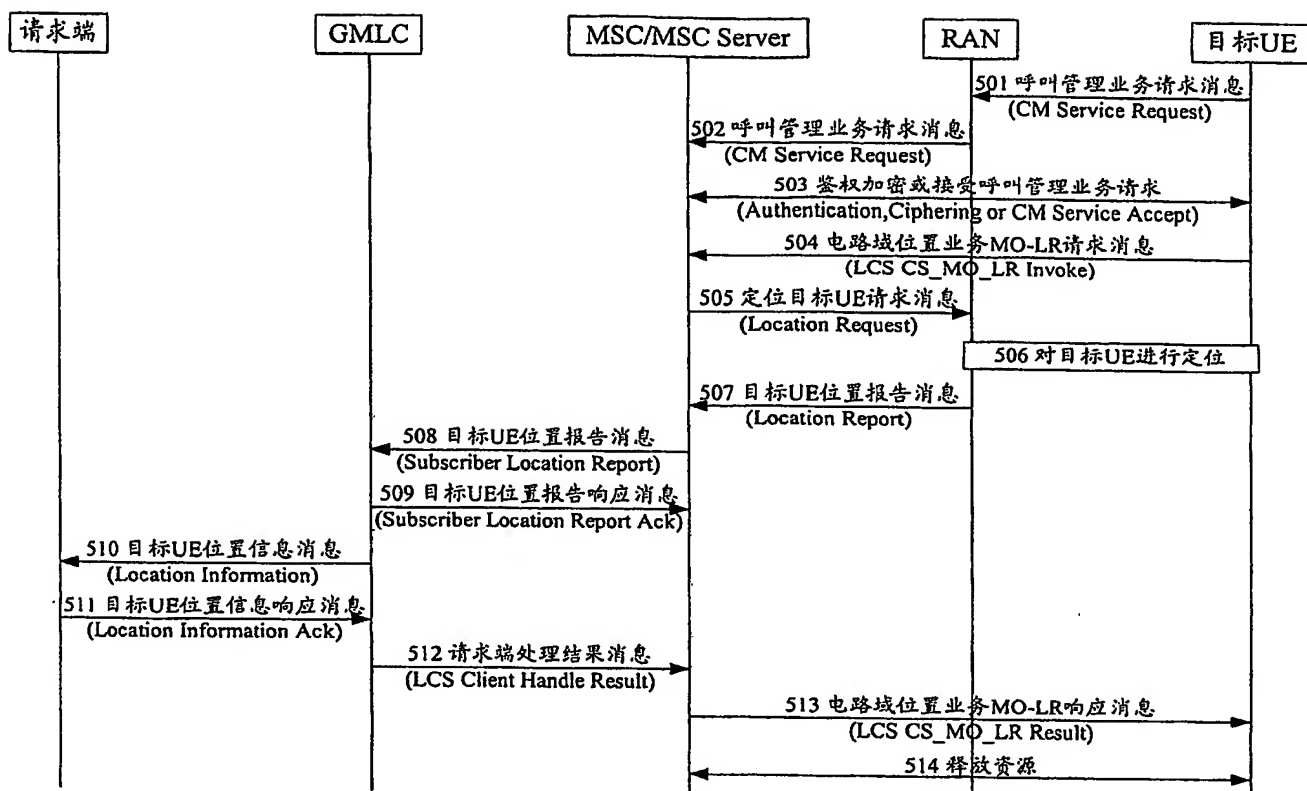 请求端
GMLC
MSC/MSC Server
RAN
目标UE
501 呼叫管理业务请求消息
(CM Service Request)
502 呼叫管理业务请求消息
(CM Service Request)
503 鉴权加密或接受呼叫管理业务请求
(Authentication,Ciphering or CM Service Accept)
504 电路域位置业务MO-LR请求消息
(LCS CS_MO_LR Invoke)
505 定位目标UE请求消息
(Location Request)
506 对目标UE进行定位
507 目标UE位置报告消息
(Location Report)
508 目标UE位置报告消息
(Subscriber Location Report)
509 目标UE位置报告响应消息
(Subscriber Location Report Ack)
510 目标UE位置信息消息
(Location Information)
511 目标UE位置信息响应消息
(Location Information Ack)
512 请求端处理结果消息
(LCS Client Handle Result)
513 电路域位置业务MO-LR响应消息
(LCS CS_MO_LR Result)
514 释放资源